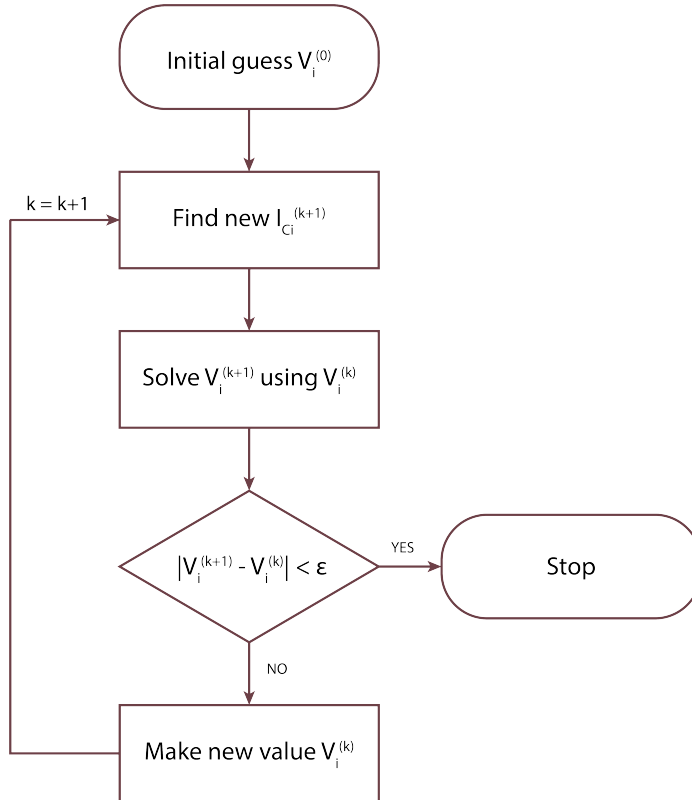 Initial guess V_i^(0)
k = k+1
Find new I_Ci^(k+1)
Solve V_i^(k+1) using V_i^(k)
|V_i^(k+1) - V_i^(k)| < ε
YES
Stop
NO
Make new value V_i^(k)